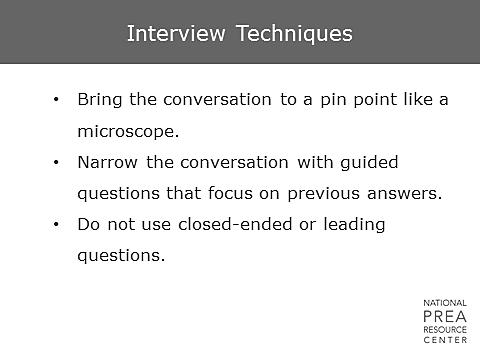 Interview Techniques
• Bring the conversation to a pin point like a
microscope.
• Narrow the conversation with guided
questions that focus on previous answers.
• Do not use closed-ended or leading
questions.
NATIONAL
PREA
RESOURCE
CENTER